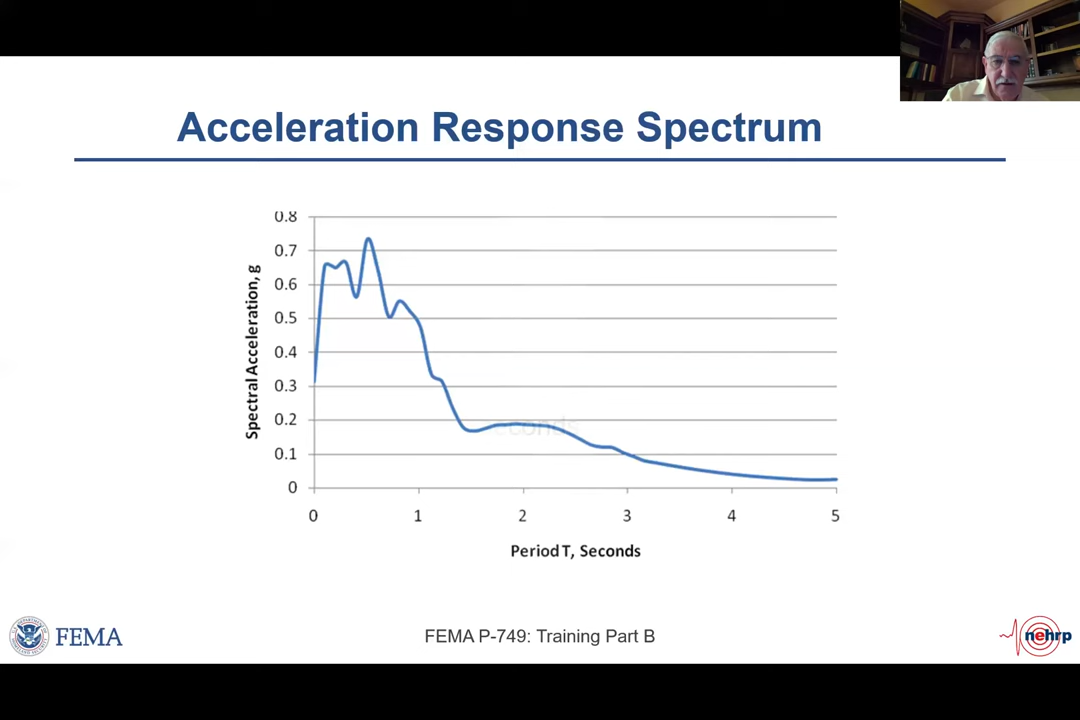 Acceleration Response Spectrum
0.8
0.7
0.6
0.5
0.4
0.3
0.2
0.1
0
Spectral Acceleration, g
0 1 2 3 4 5
Period T, Seconds
FEMA
FEMA P-749: Training Part B
nehrp